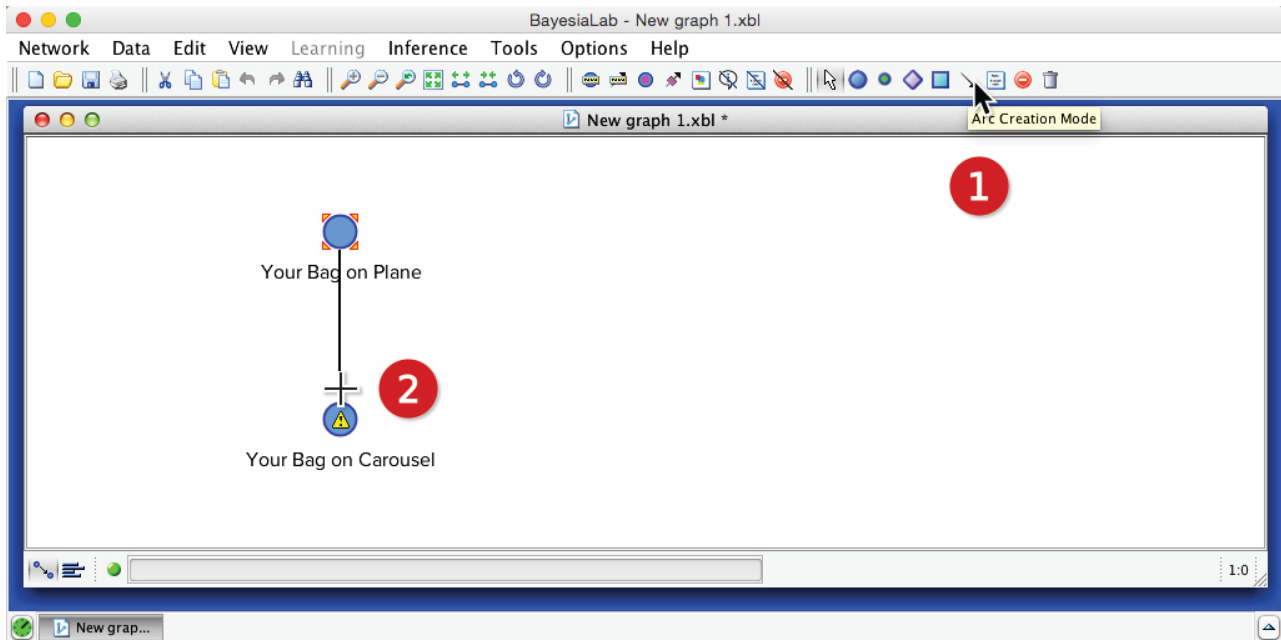 BayesiaLab - New graph 1.xbl
Network Data Edit View Learning Inference Tools Options Help
New graph 1.xbl *
Arc Creation Mode
1
Your Bag on Plane
2
Your Bag on Carousel
1:0
New grap...